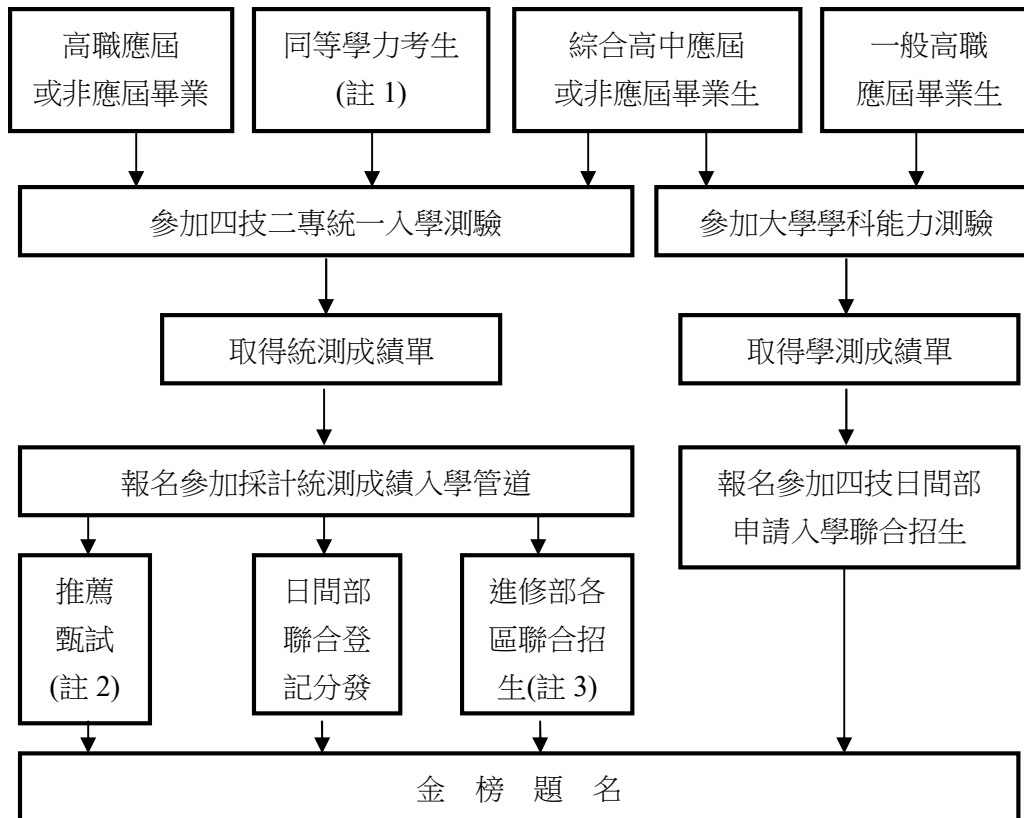 高職應屆
或非應屆畢業
同等學力考生
(註 1)
綜合高中應屆
或非應屆畢業生
一般高職
應屆畢業生
參加四技二專統一入學測驗
參加大學學科能力測驗
取得統測成績單
取得學測成績單
報名參加採計統測成績入學管道
報名參加四技日間部
申請入學聯合招生
推薦
甄試
(註 2)
日間部
聯合登
記分發
進修部各
區聯合招
生(註 3)
金 榜 題 名